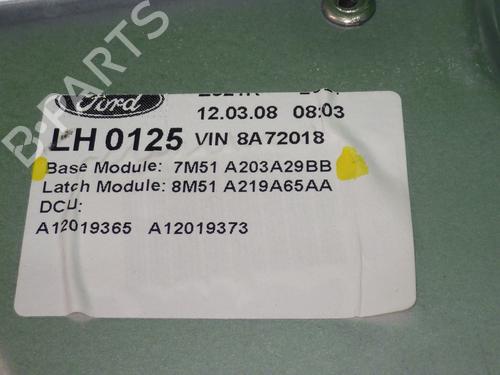 Ford
12.03.08 08:03
LH 0125 VIN 8A72018
Base Module: 7M51 A203A29BB
Latch Module: 8M51 A219A65AA
DCU:
A12019365 A12019373
B-PARTS